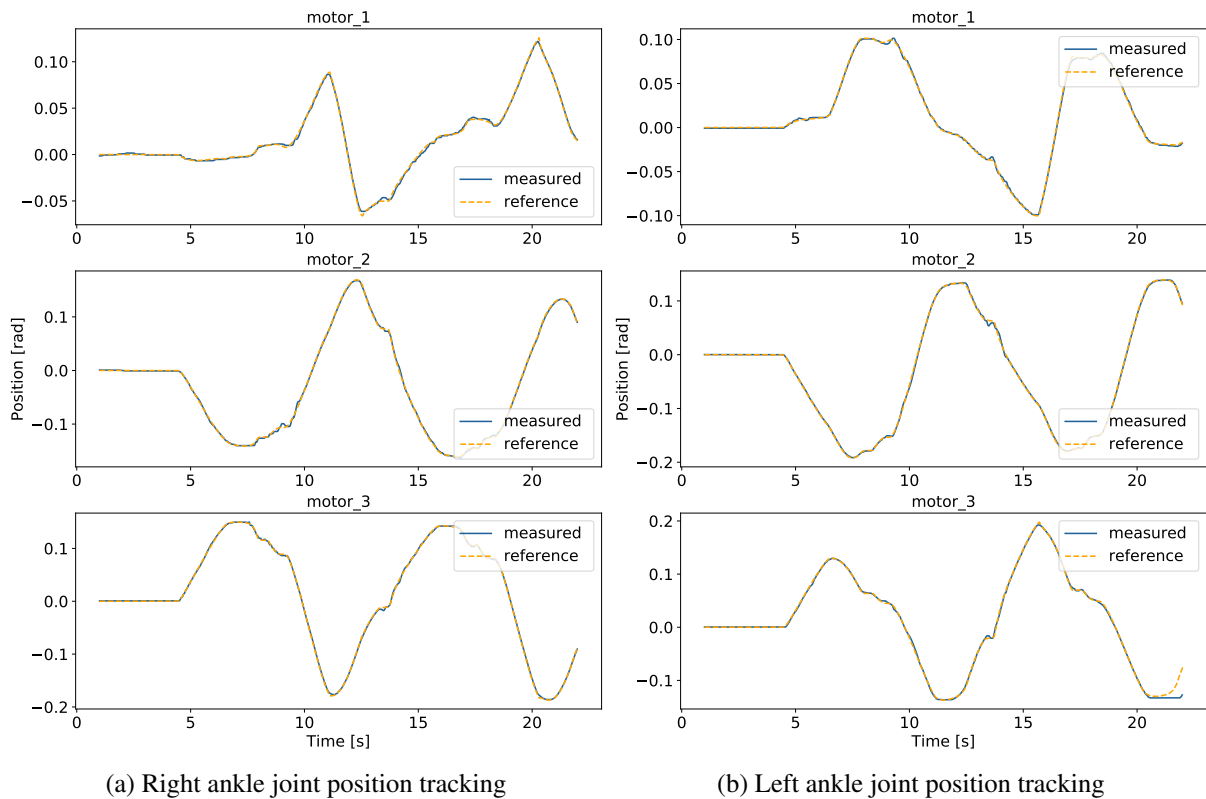 motor_1
0.10
0.05
0.00
−0.05
measured
reference
0
5
10
15
20
motor_2
0.1
0.0
−0.1
Position [rad]
measured
reference
0
5
10
15
20
motor_3
0.1
0.0
−0.1
−0.2
measured
reference
0
5
10
15
20
Time [s]
(a) Right ankle joint position tracking
motor_1
0.10
0.05
0.00
−0.05
−0.10
measured
reference
0
5
10
15
20
motor_2
0.1
0.0
−0.1
−0.2
Position [rad]
measured
reference
0
5
10
15
20
motor_3
0.2
0.1
0.0
−0.1
measured
reference
0
5
10
15
20
Time [s]
(b) Left ankle joint position tracking